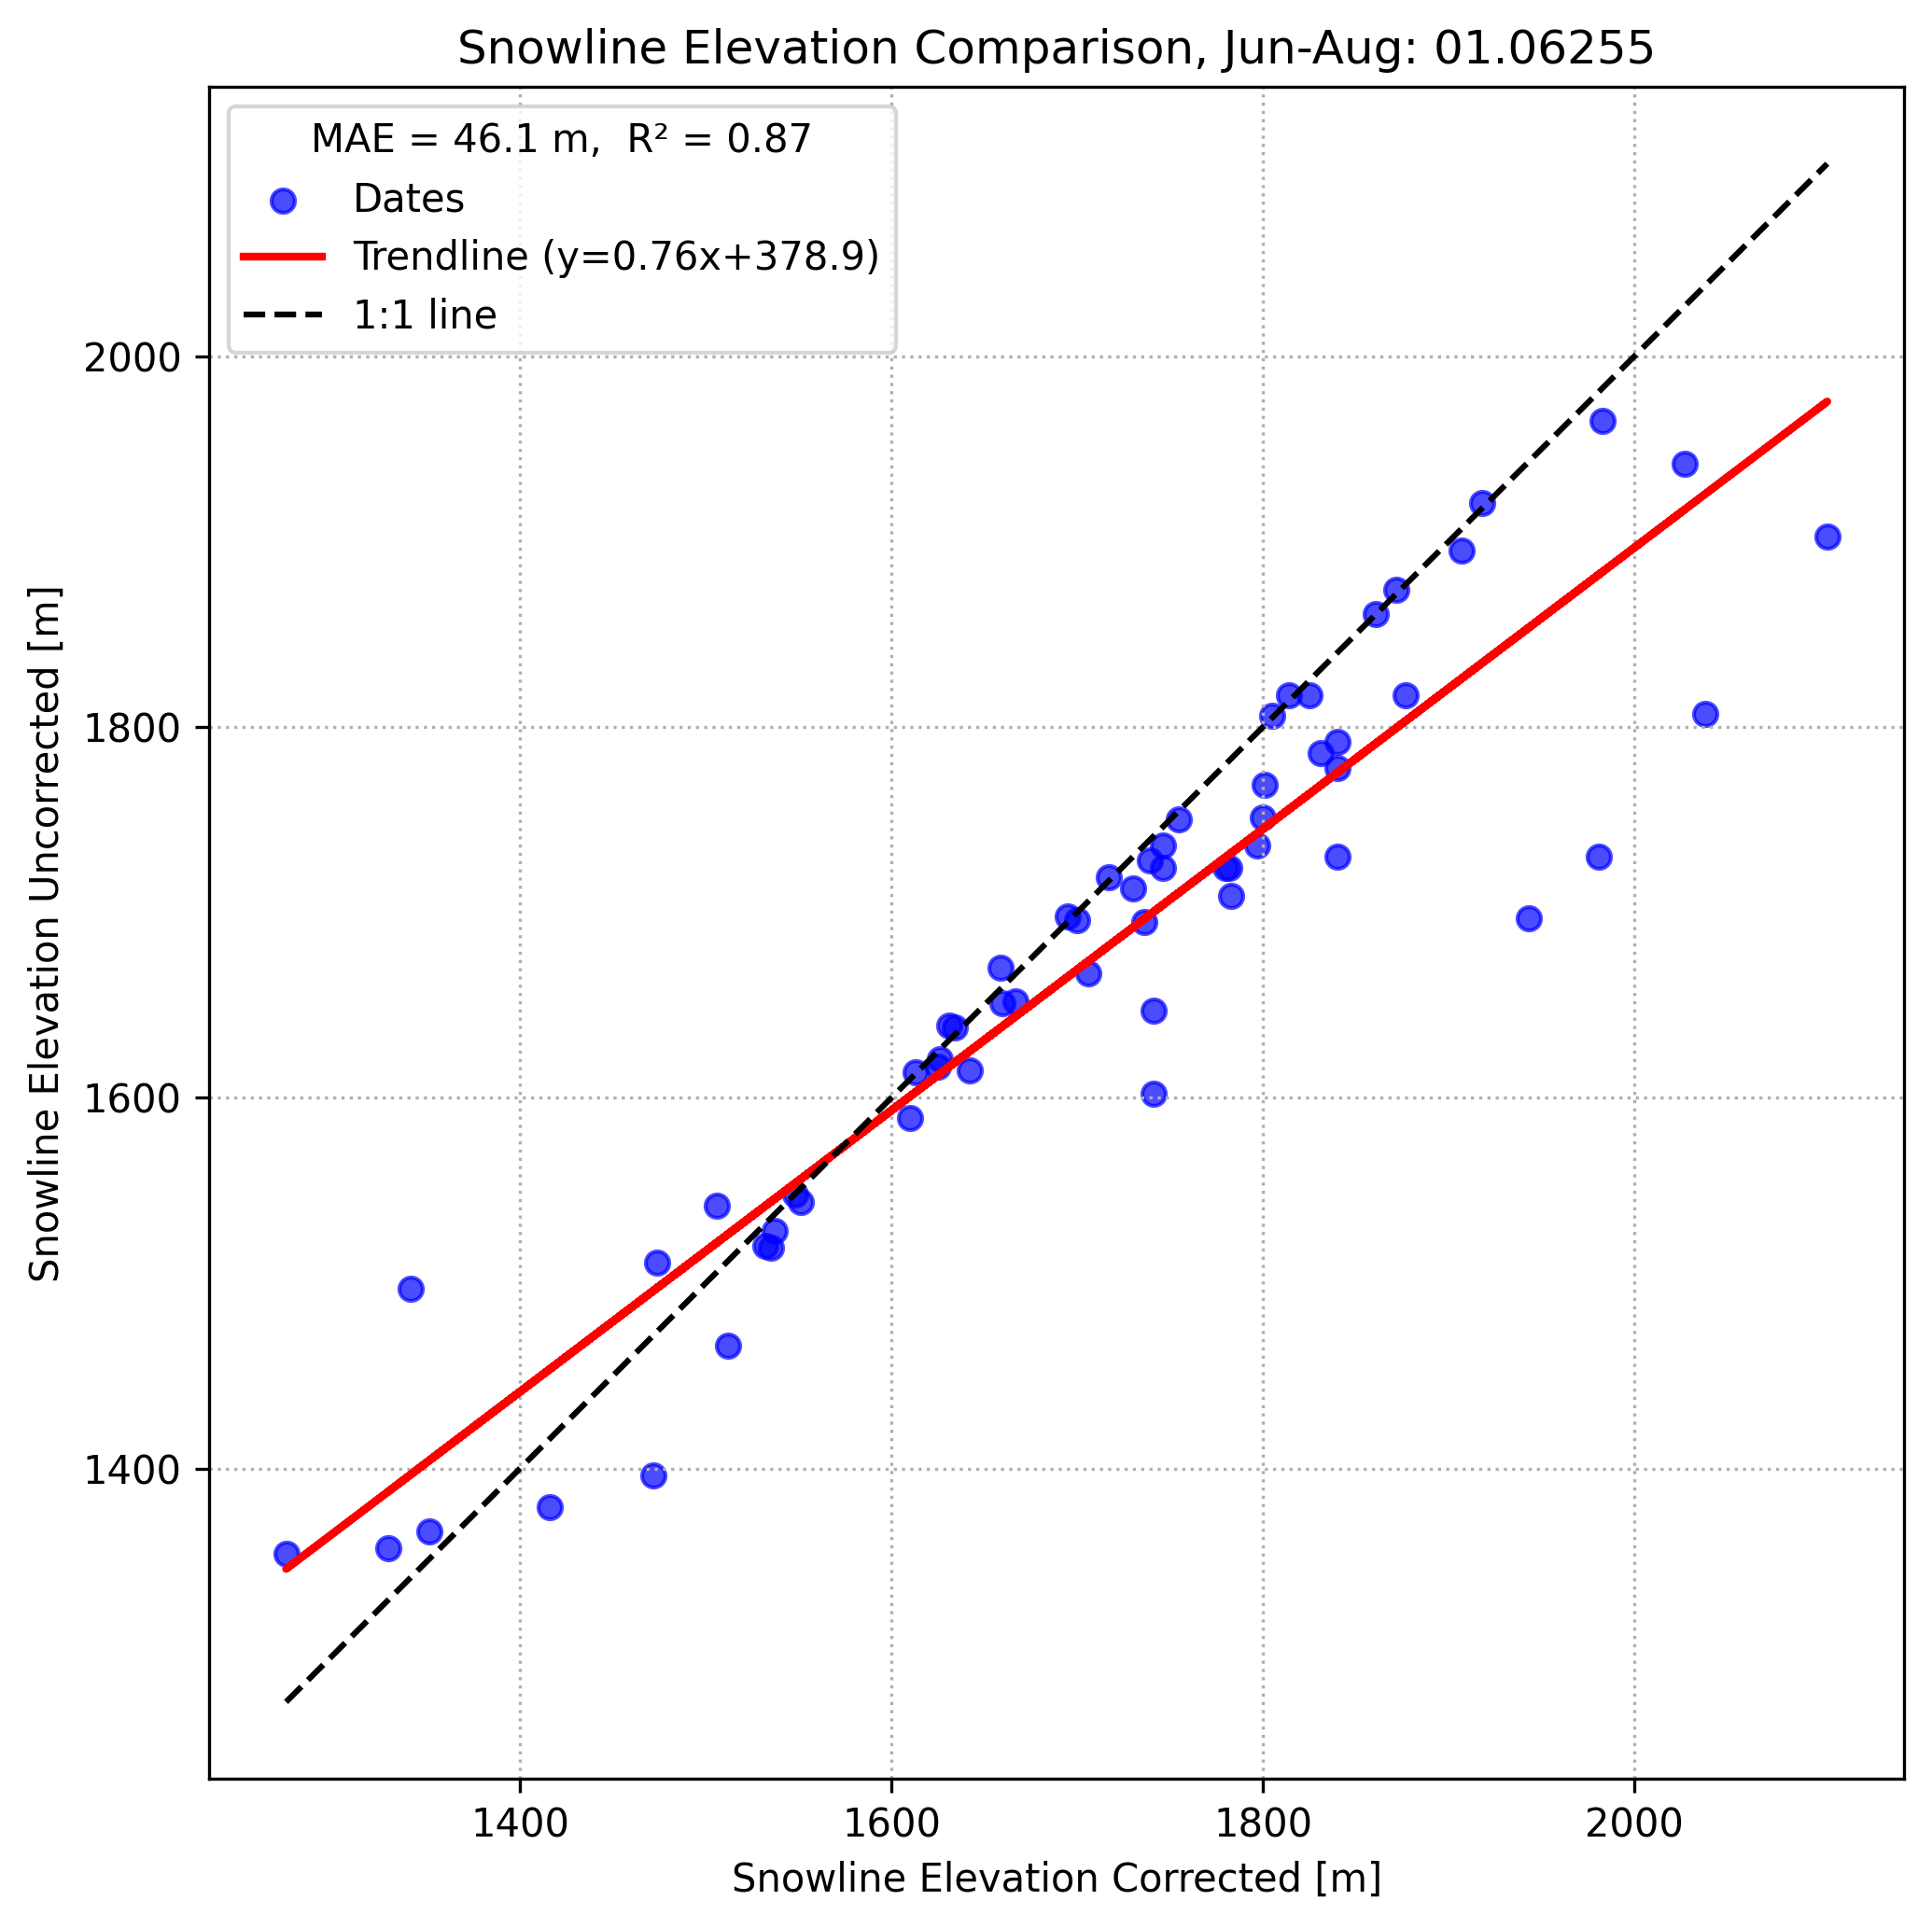 Snowline Elevation Comparison, Jun-Aug: 01.06255
MAE = 46.1 m,  R² = 0.87
Dates
Trendline (y=0.76x+378.9)
1:1 line
Snowline Elevation Uncorrected [m]
2000
1800
1600
1400
1400 1600 1800 2000
Snowline Elevation Corrected [m]